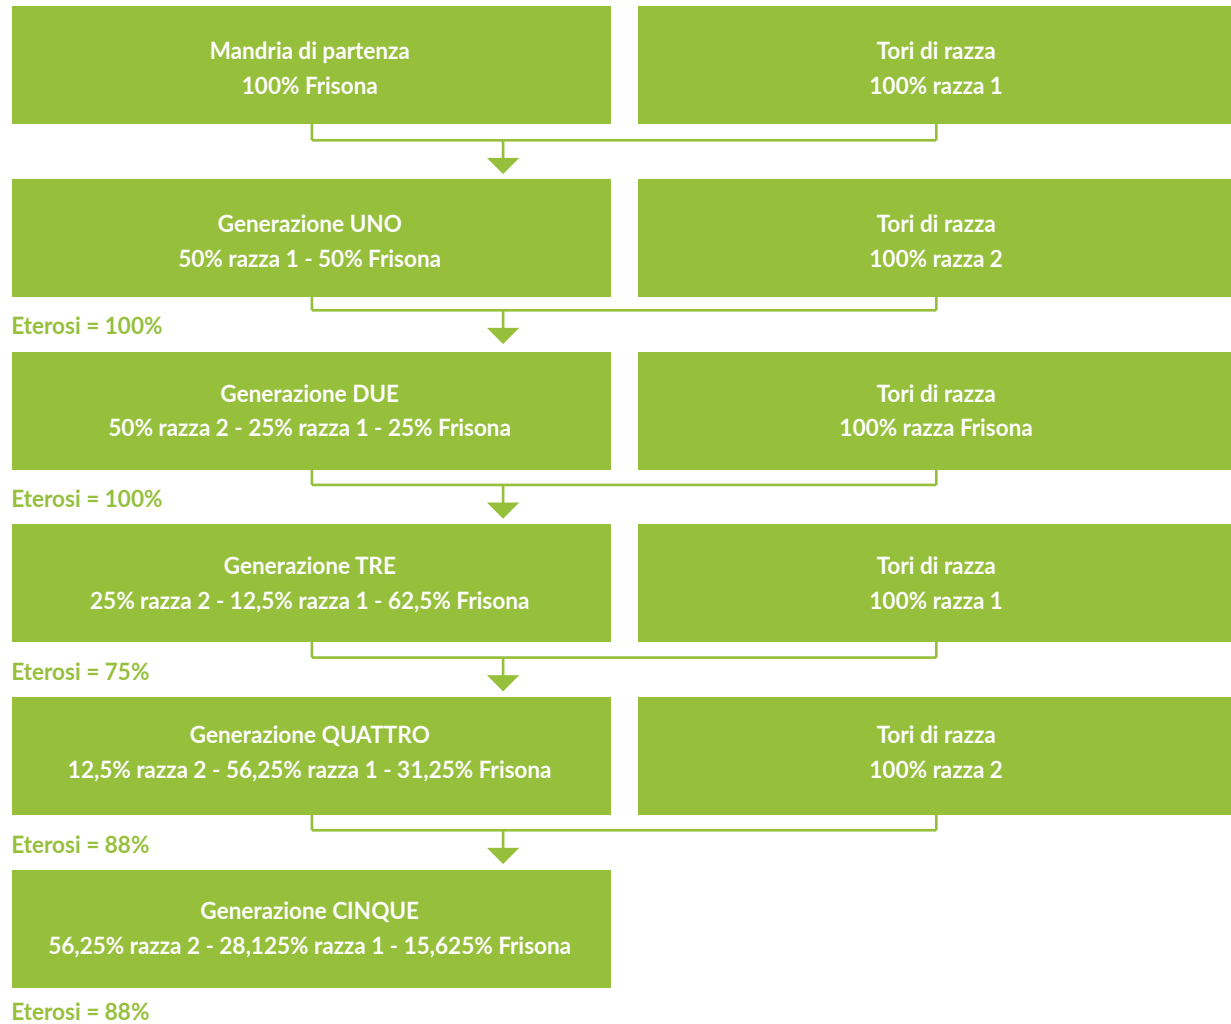 Mandria di partenza
100% Frisona
Tori di razza
100% razza 1
Generazione UNO
50% razza 1 - 50% Frisona
Tori di razza
100% razza 2
Eterosi = 100%
Generazione DUE
50% razza 2 - 25% razza 1 - 25% Frisona
Tori di razza
100% razza Frisona
Eterosi = 100%
Generazione TRE
25% razza 2 - 12,5% razza 1 - 62,5% Frisona
Tori di razza
100% razza 1
Eterosi = 75%
Generazione QUATTRO
12,5% razza 2 - 56,25% razza 1 - 31,25% Frisona
Tori di razza
100% razza 2
Eterosi = 88%
Generazione CINQUE
56,25% razza 2 - 28,125% razza 1 - 15,625% Frisona
Eterosi = 88%